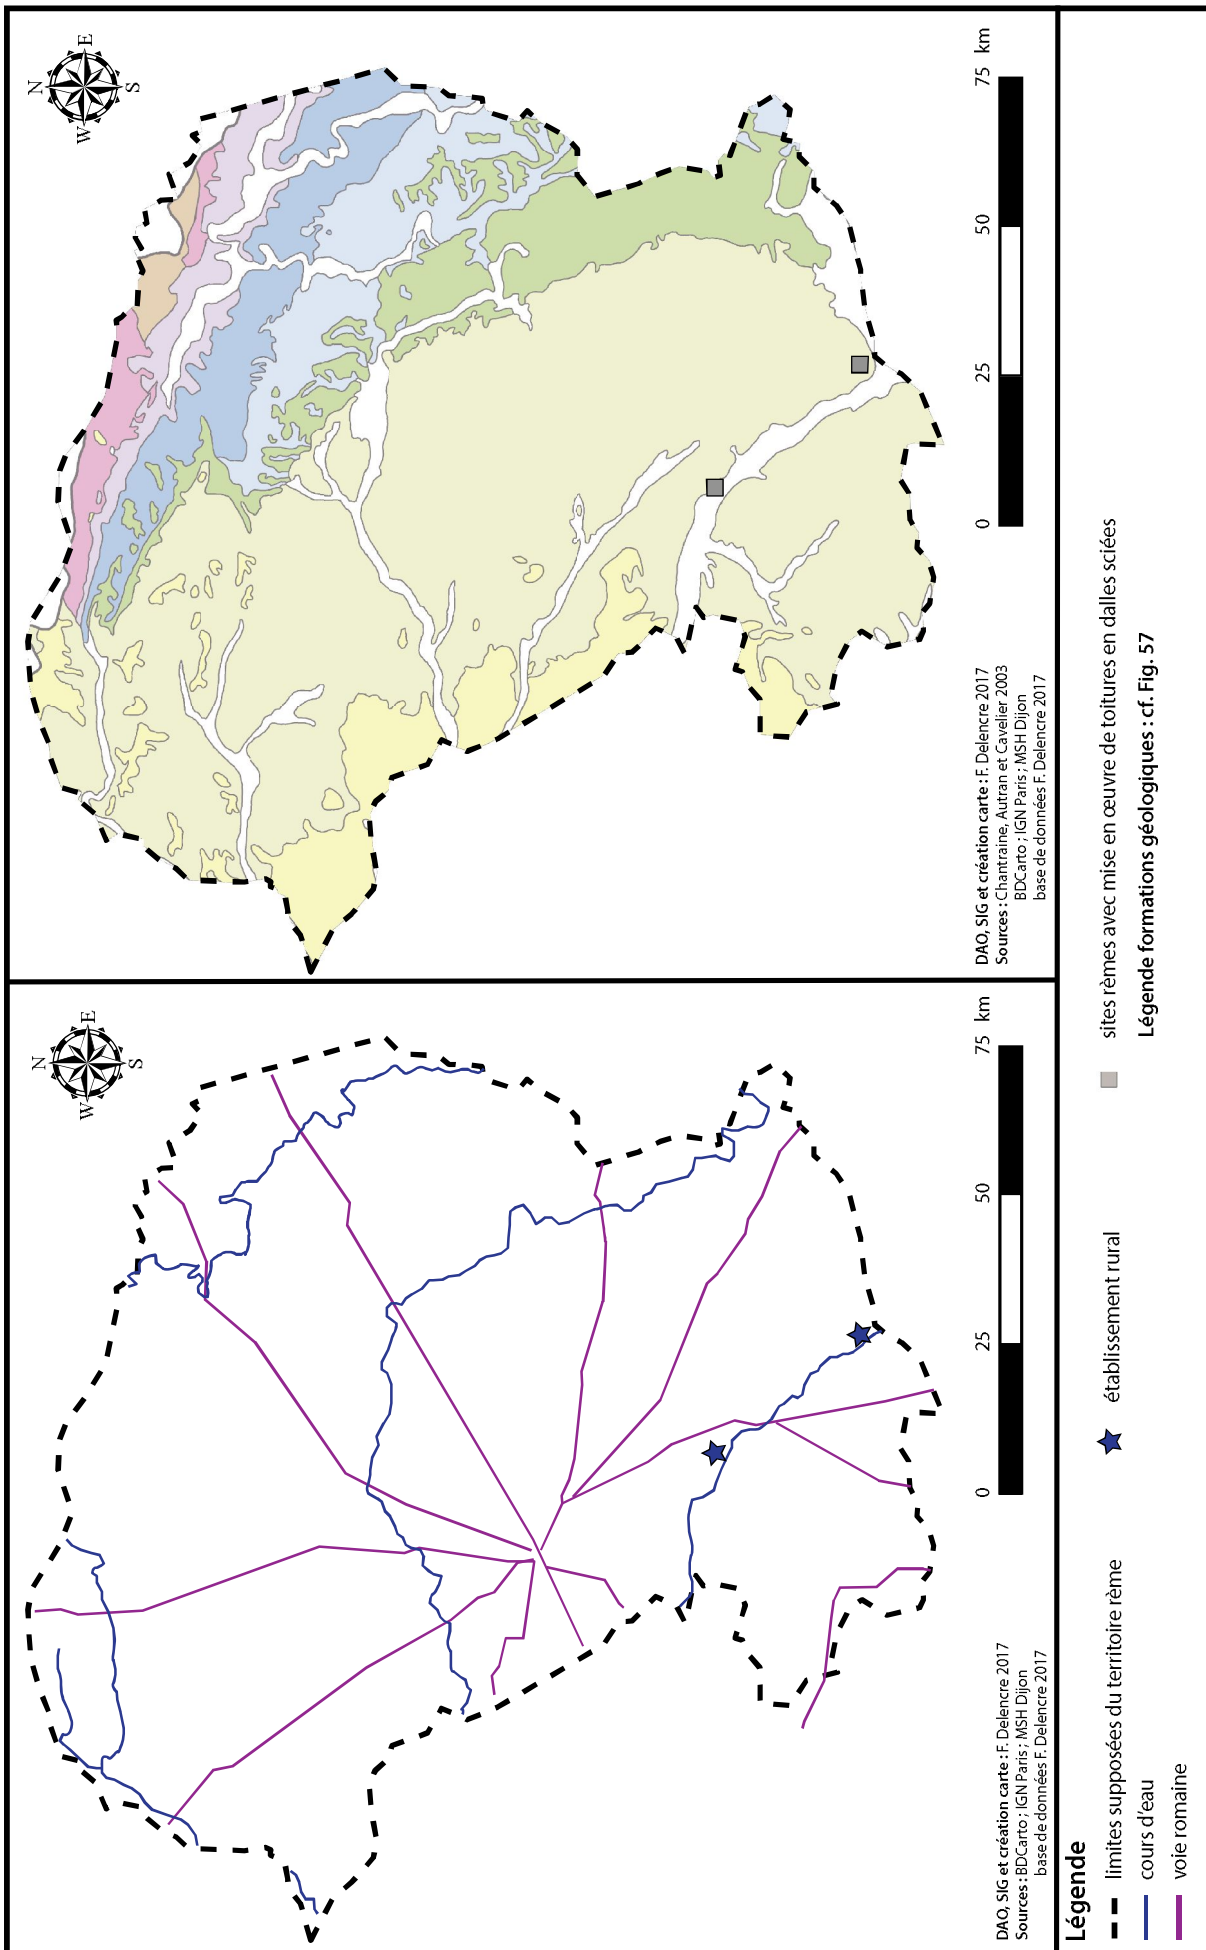 N
E
S
W
75 km
50
25
0
DAO, SIG et création carte : F. Delencre 2017
Sources : BDCarto ; IGN Paris ; MSH Dijon
base de données F. Delencre 2017
N
E
S
W
75 km
50
25
0
DAO, SIG et création carte : F. Delencre 2017
Sources : Chantraine, Autran et Cavelier 2003
BDCarto ; IGN Paris ; MSH Dijon
base de données F. Delencre 2017
Légende
limites supposées du territoire rème
cours d'eau
voie romaine
établissement rural
sites rèmes avec mise en œuvre de toitures en dalles sciées
Légende formations géologiques : cf. Fig. 57